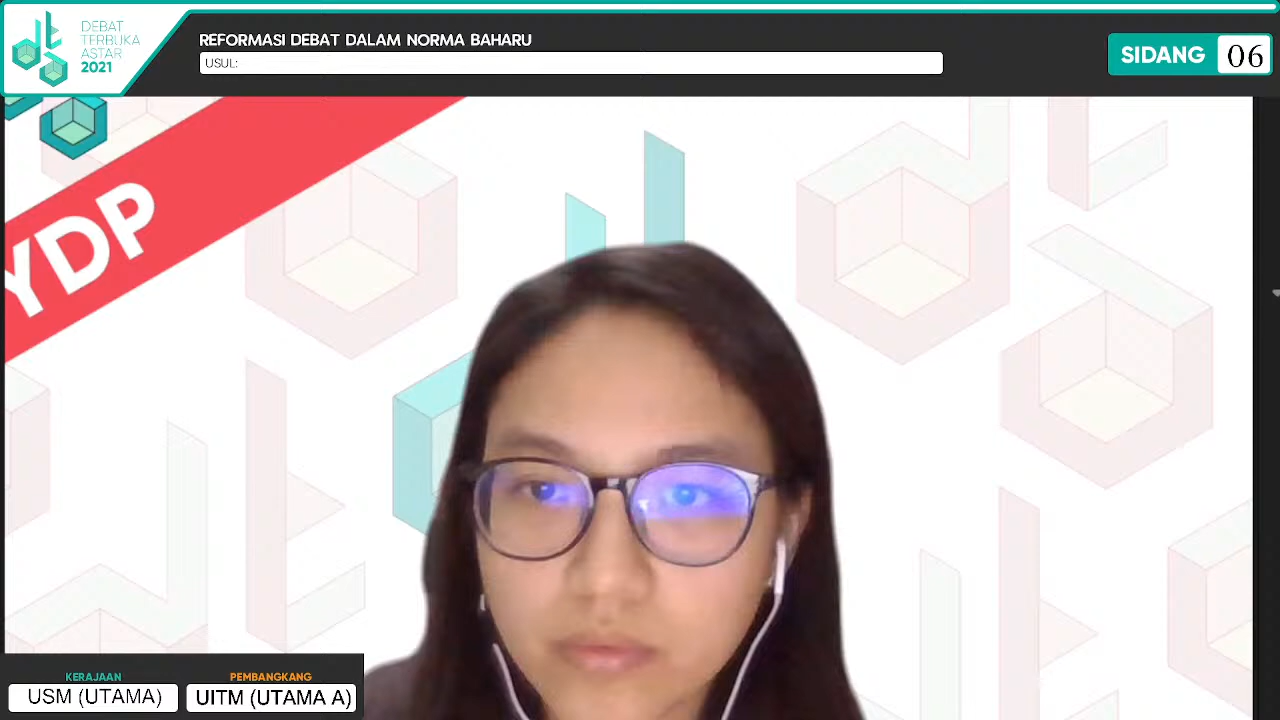 DEBAT
TERBUKA
ASTAR
2021
REFORMASI DEBAT DALAM NORMA BAHARU
USUL:
SIDANG 06
YDP
KERAJAAN
USM (UTAMA)
PEMBANGKANG
UITM (UTAMA A)